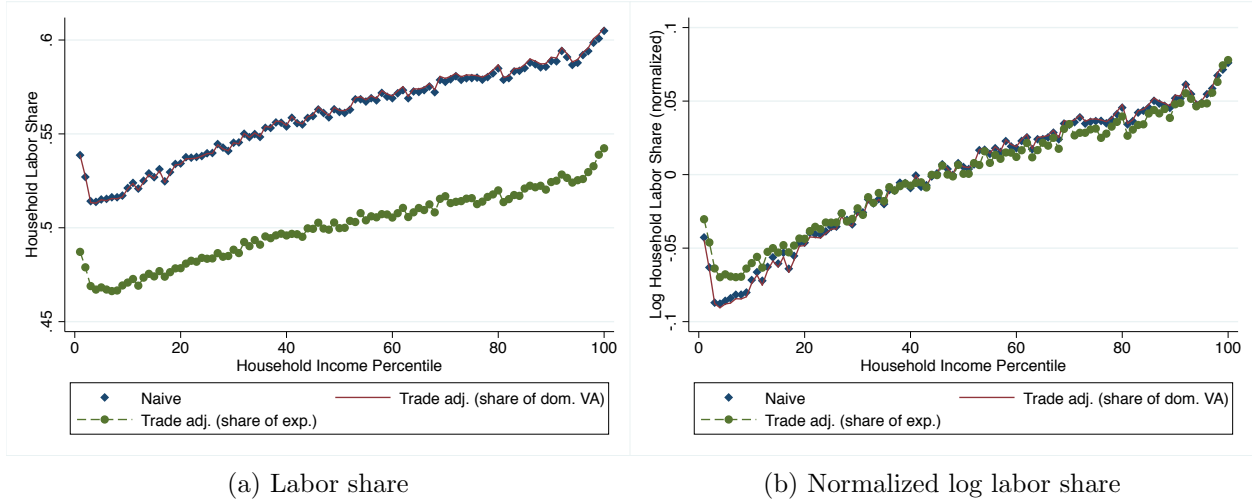 .6
.55
.5
.45
Household Labor Share
0 20 40 60 80 100
Household Income Percentile
Naive
Trade adj. (share of dom. VA)
Trade adj. (share of exp.)
(a) Labor share
.1
.05
0
-.05
-.1
Log Household Labor Share (normalized)
0 20 40 60 80 100
Household Income Percentile
Naive
Trade adj. (share of dom. VA)
Trade adj. (share of exp.)
(b) Normalized log labor share